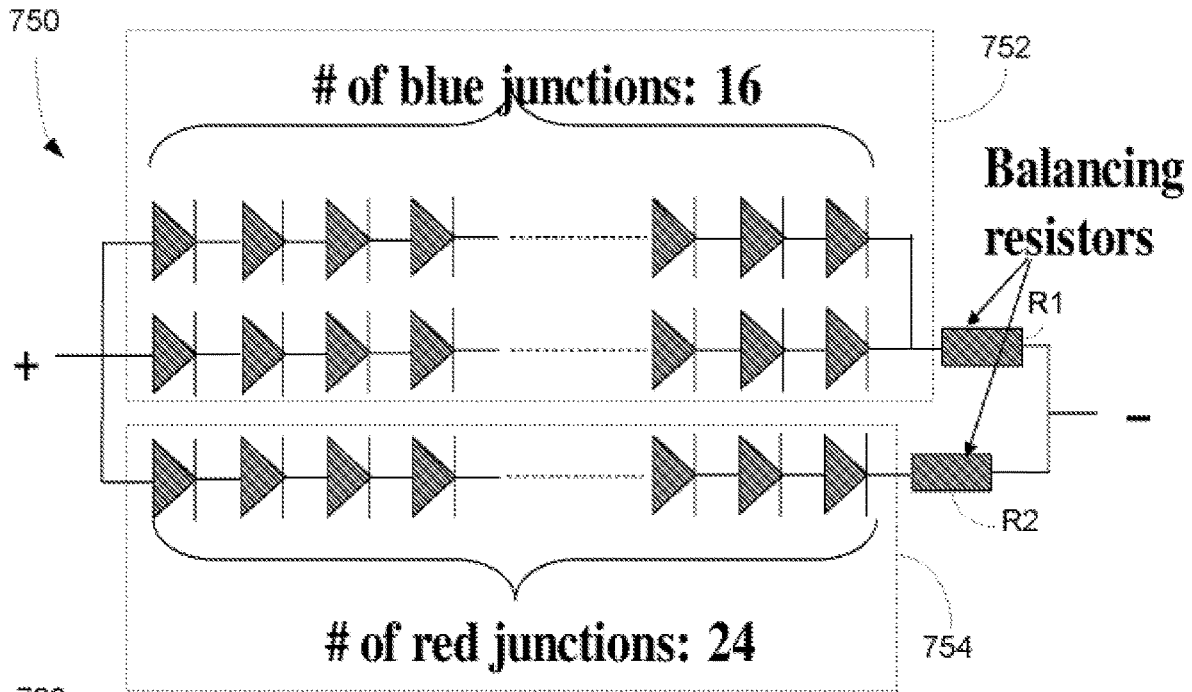 750
# of blue junctions: 16
752
Balancing
resistors
R1
+
-
R2
# of red junctions: 24
754